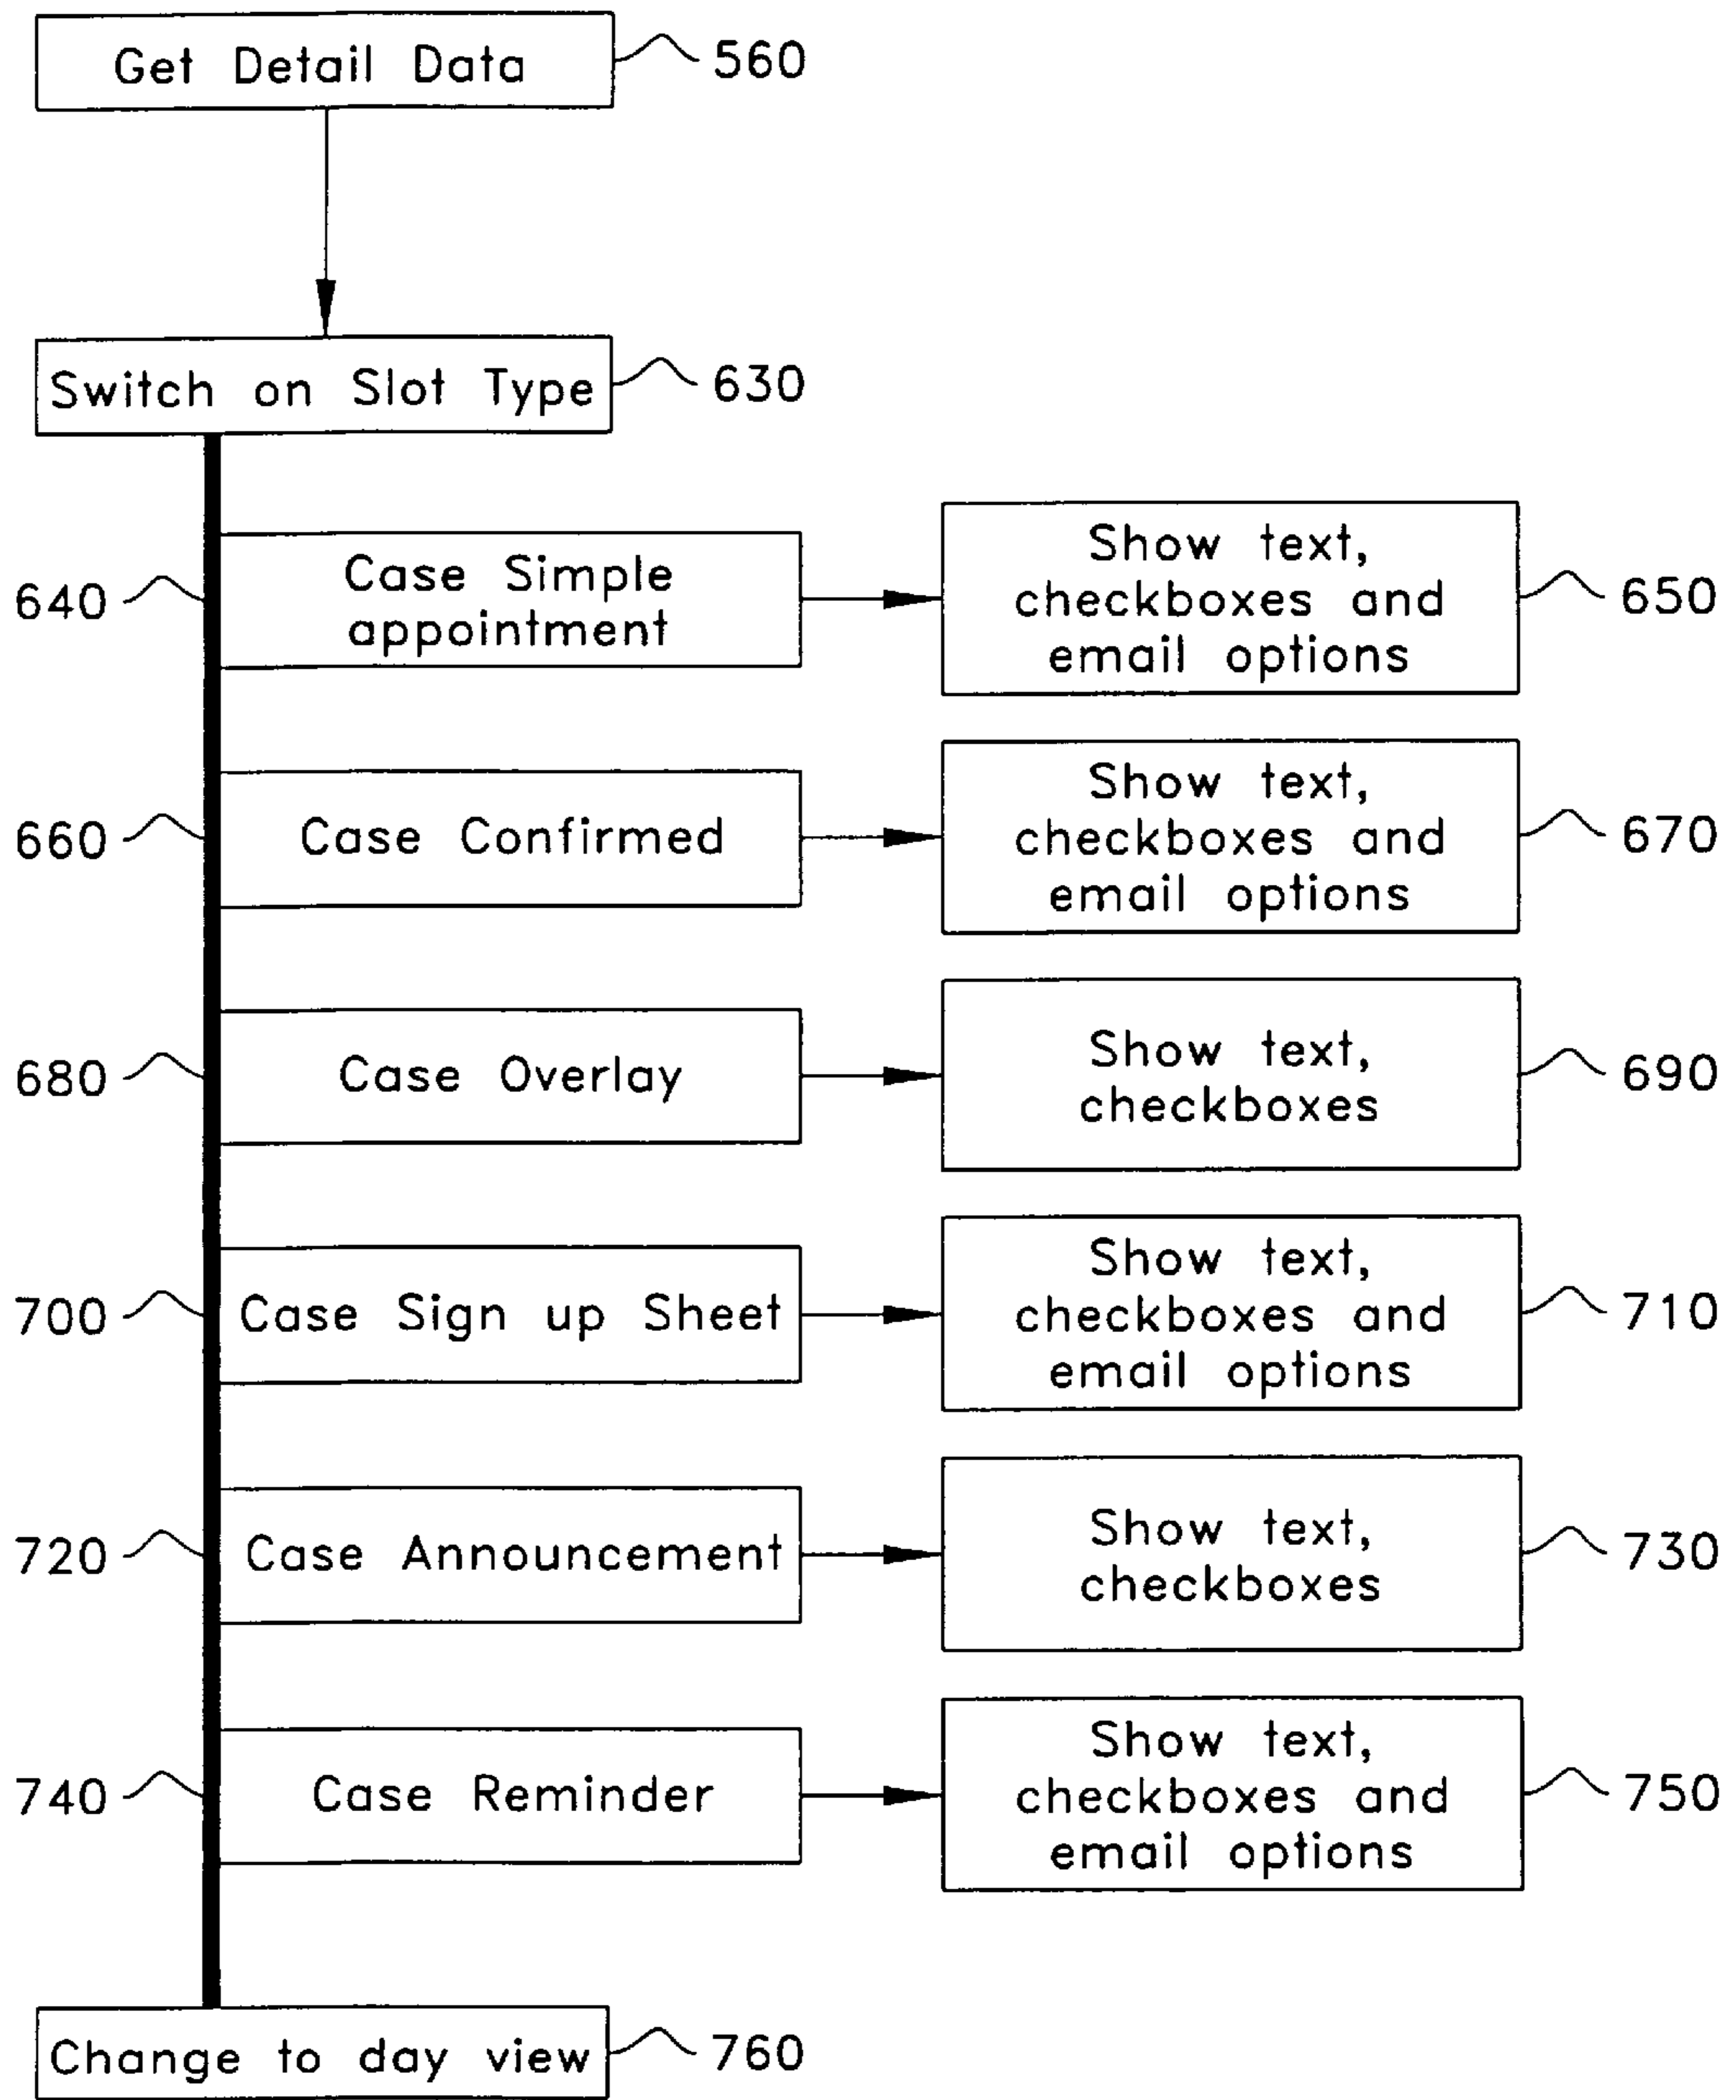 Get Detail Data
560
Switch on Slot Type
630
640
Case Simple
appointment
Show text,
checkboxes and
email options
650
660
Case Confirmed
Show text,
checkboxes and
email options
670
680
Case Overlay
Show text,
checkboxes
690
700
Case Sign up Sheet
Show text,
checkboxes and
email options
710
720
Case Announcement
Show text,
checkboxes
730
740
Case Reminder
Show text,
checkboxes and
email options
750
Change to day view
760